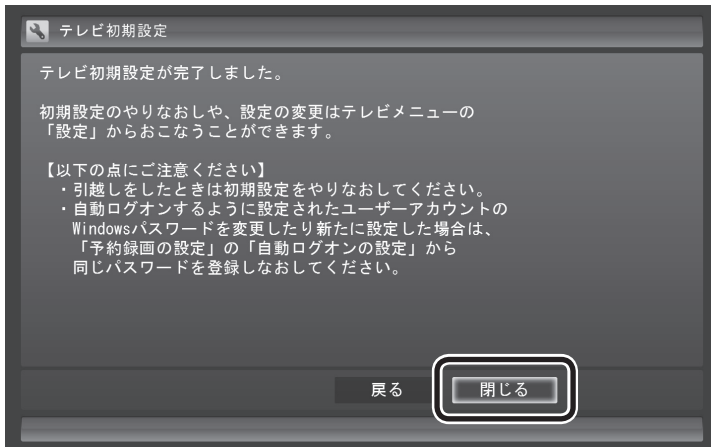 テレビ初期設定
テレビ初期設定が完了しました。
初期設定のやりなおしや、設定の変更はテレビメニューの
「設定」からおこなうことができます。
【以下の点にご注意ください】
・引越しをしたときは初期設定をやりなおしてください。
・自動ログオンするように設定されたユーザーアカウントの
Windowsパスワードを変更したり新たに設定した場合は、
「予約録画の設定」の「自動ログオンの設定」から
同じパスワードを登録しなおしてください。
戻る 閉じる